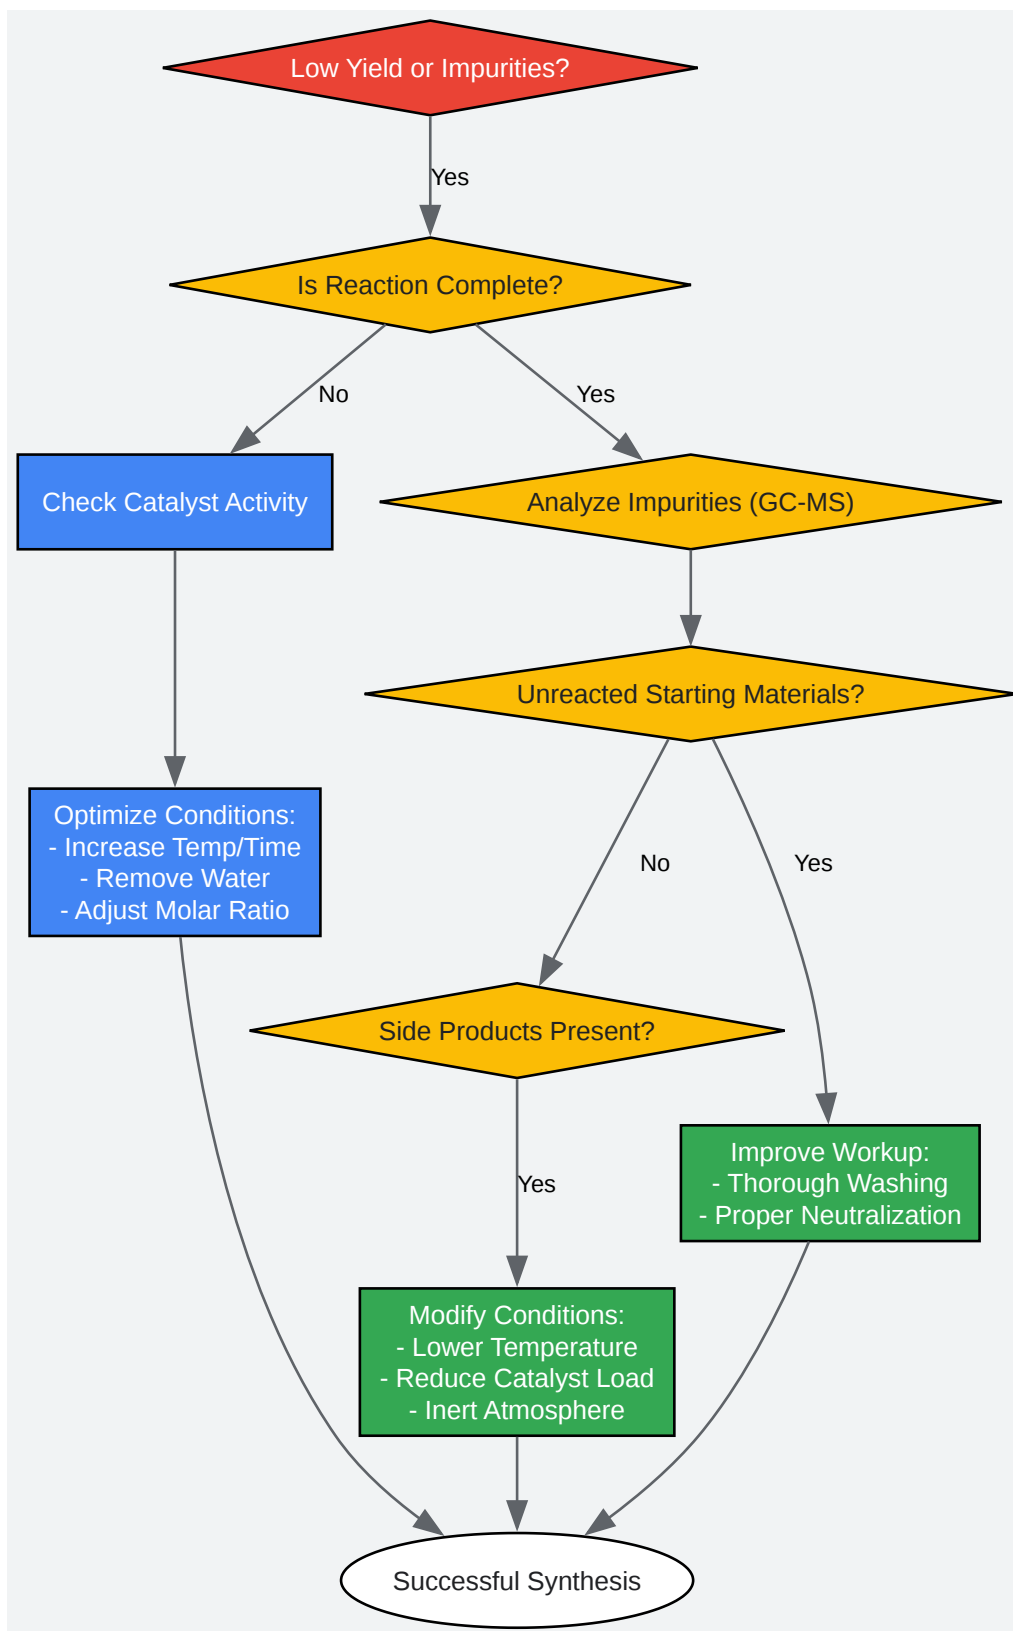 Low Yield or Impurities?
Yes
Is Reaction Complete?
No
Yes
Check Catalyst Activity
Analyze Impurities (GC-MS)
Unreacted Starting Materials?
Optimize Conditions:
- Increase Temp/Time
- Remove Water
- Adjust Molar Ratio
No
Yes
Side Products Present?
Yes
Improve Workup:
- Thorough Washing
- Proper Neutralization
Modify Conditions:
- Lower Temperature
- Reduce Catalyst Load
- Inert Atmosphere
Successful Synthesis